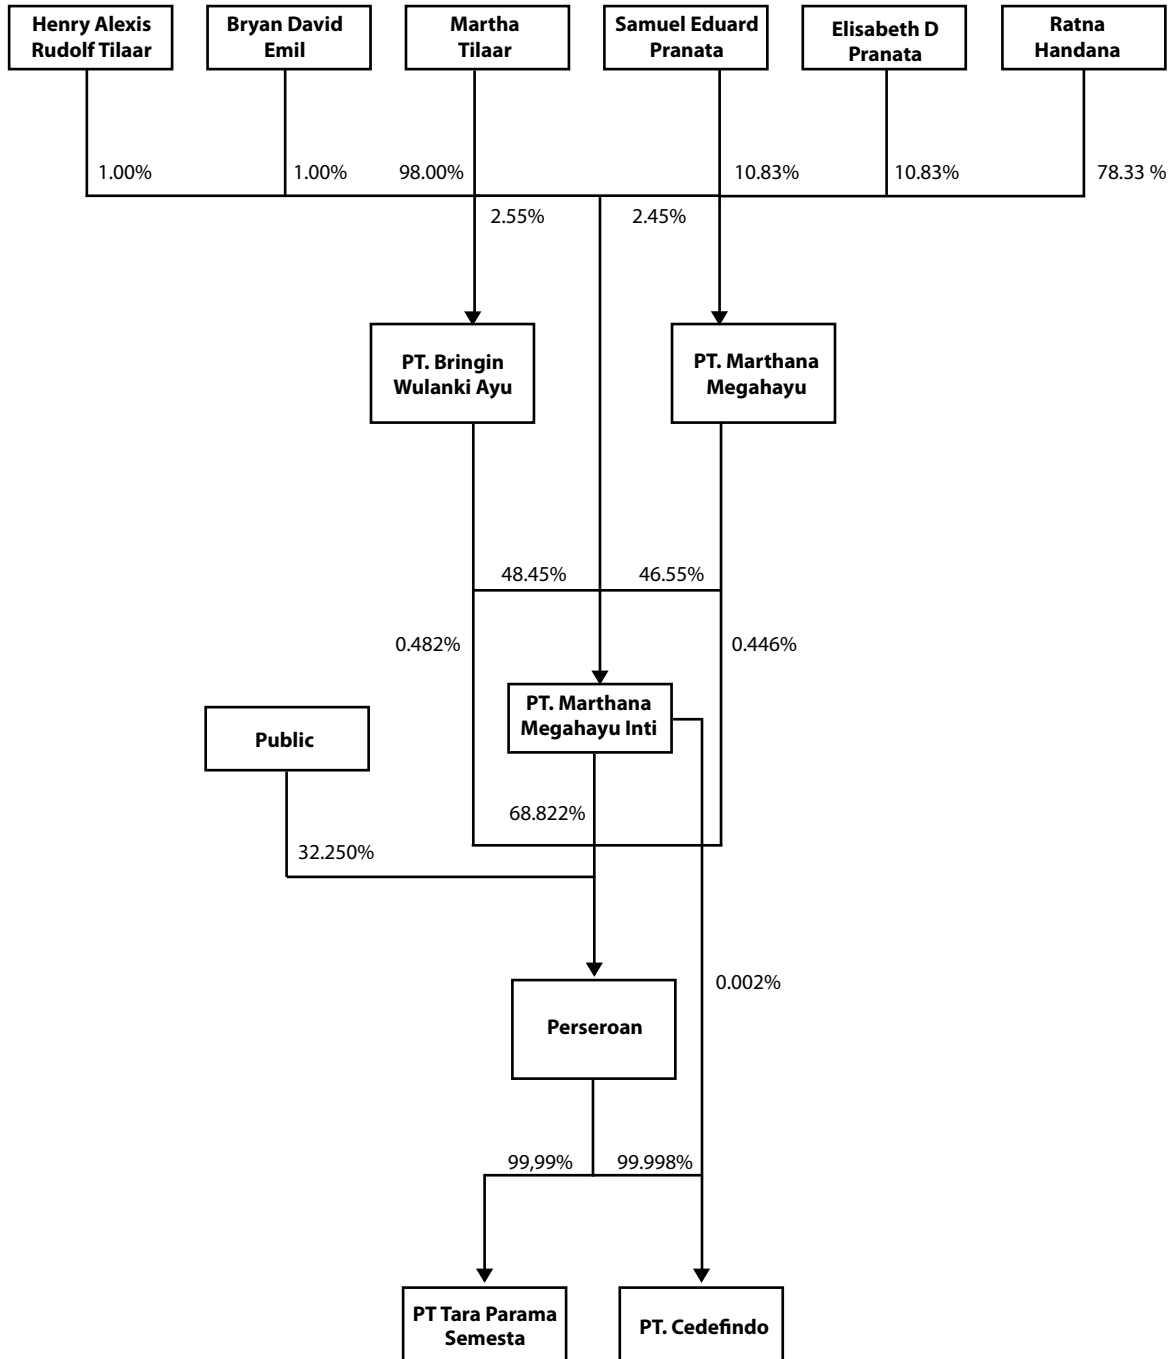 Henry Alexis
Rudolf Tilaar
Bryan David
Emil
Martha
Tilaar
Samuel Eduard
Pranata
Elisabeth D
Pranata
Ratna
Handana
1.00%
1.00%
98.00%
10.83%
10.83%
78.33 %
2.55%
2.45%
PT. Bringin
Wulanki Ayu
PT. Marthana
Megahayu
48.45%
46.55%
0.482%
0.446%
PT. Marthana
Megahayu Inti
Public
68.822%
32.250%
0.002%
Perseroan
99,99%
99.998%
PT Tara Parama
Semesta
PT. Cedefindo